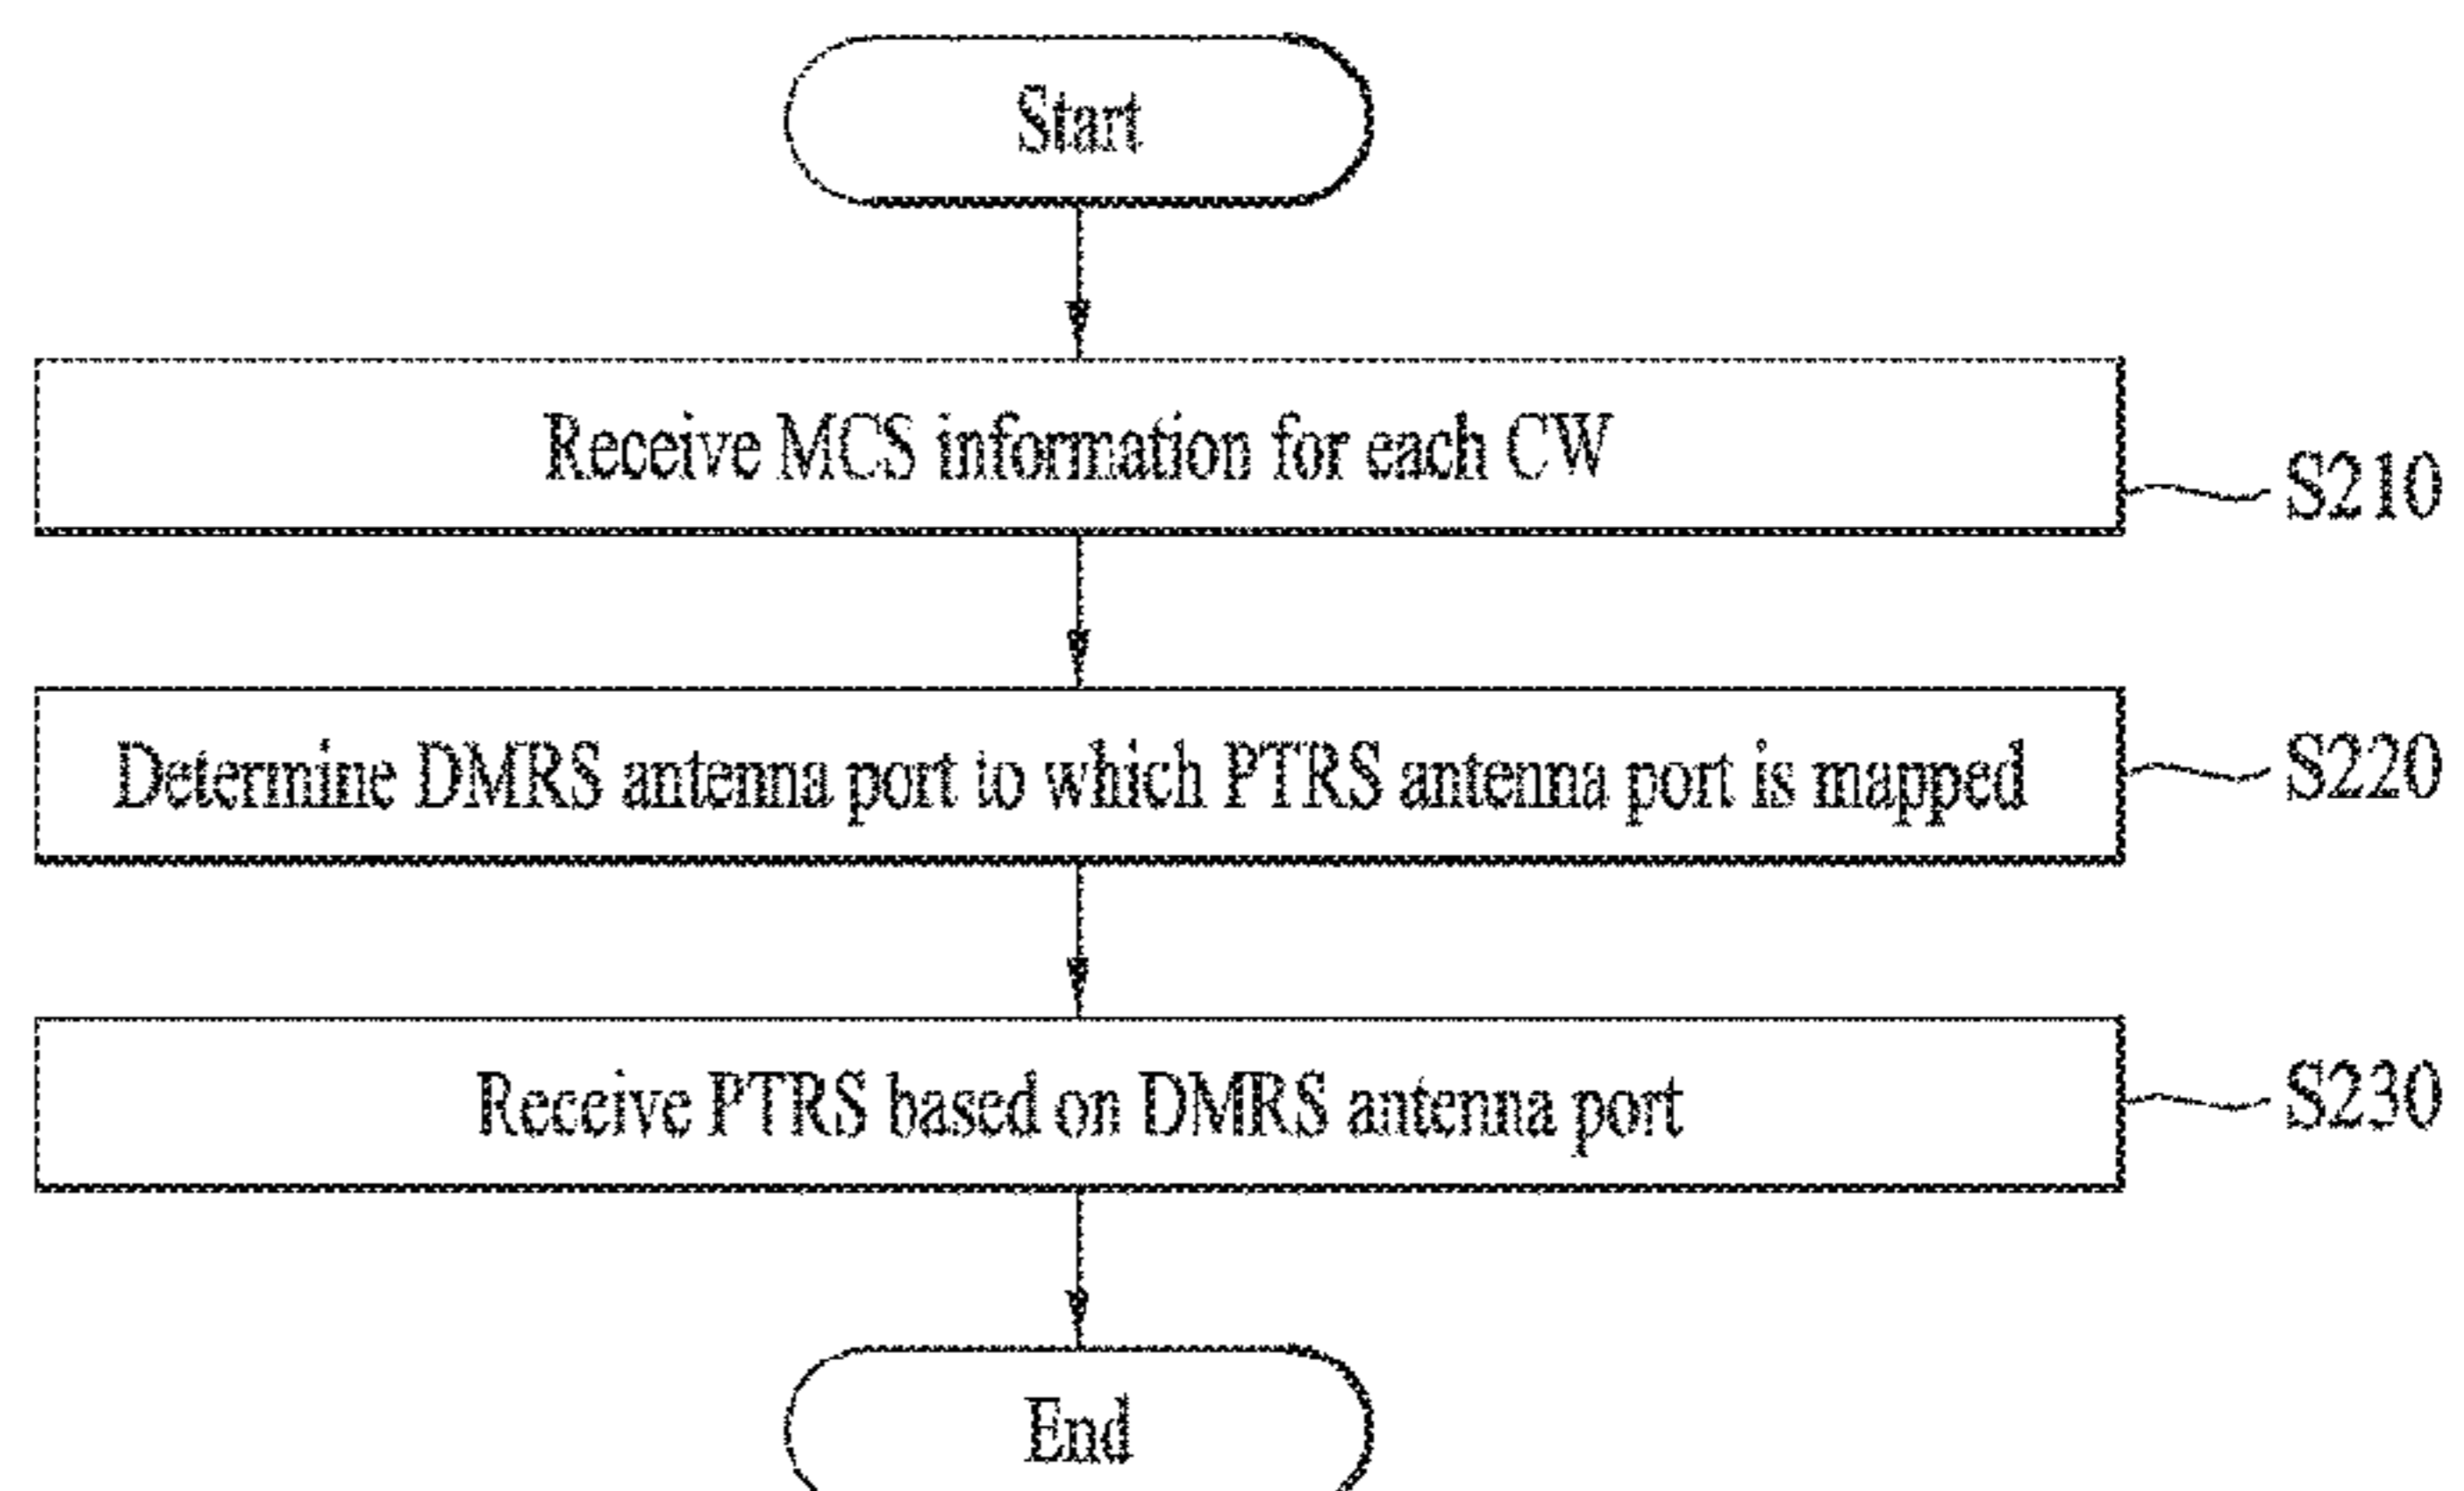 Start
Receive MCS information for each CW
S210
Determine DMRS antenna port to which PTRS antenna port is mapped
S220
Receive PTRS based on DMRS antenna port
S230
End